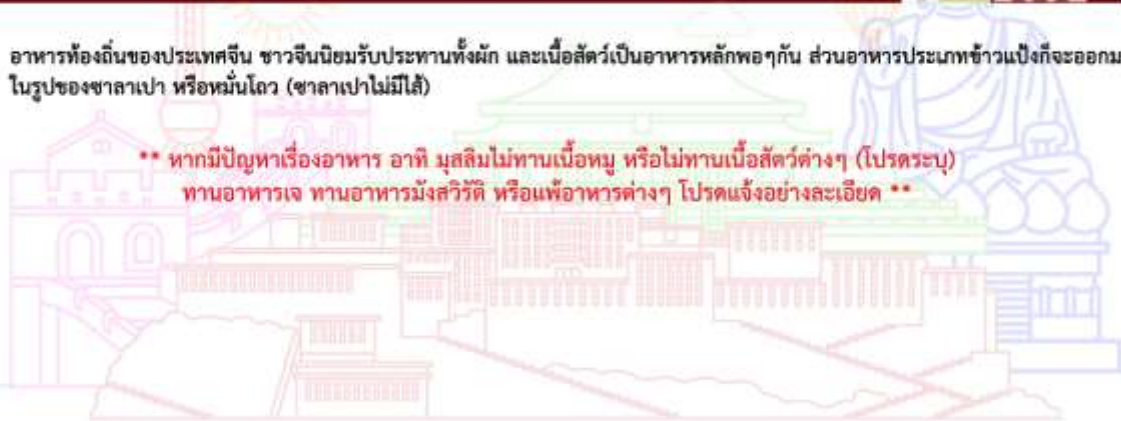 อาหารท้องถิ่นของประเทศจีน ชาวจีนนิยมรับประทานทั้งผัก และเนื้อสัตว์เป็นอาหารหลักพอๆกัน ส่วนอาหารประเภทข้าวแป้งก็จะออกม
ในรูปของซาลาเปา หรือหมั่นโถว (ซาลาเปาไม่มีไส้)
** หากมีปัญหาเรื่องอาหาร อาทิ มุสลิมไม่ทานเนื้อหมู หรือไม่ทานเนื้อสัตว์ต่างๆ (โปรดระบุ)
ทานอาหารเจ ทานอาหารมังสวิรัติ หรือแพ้อาหารต่างๆ โปรดแจ้งอย่างละเอียด **